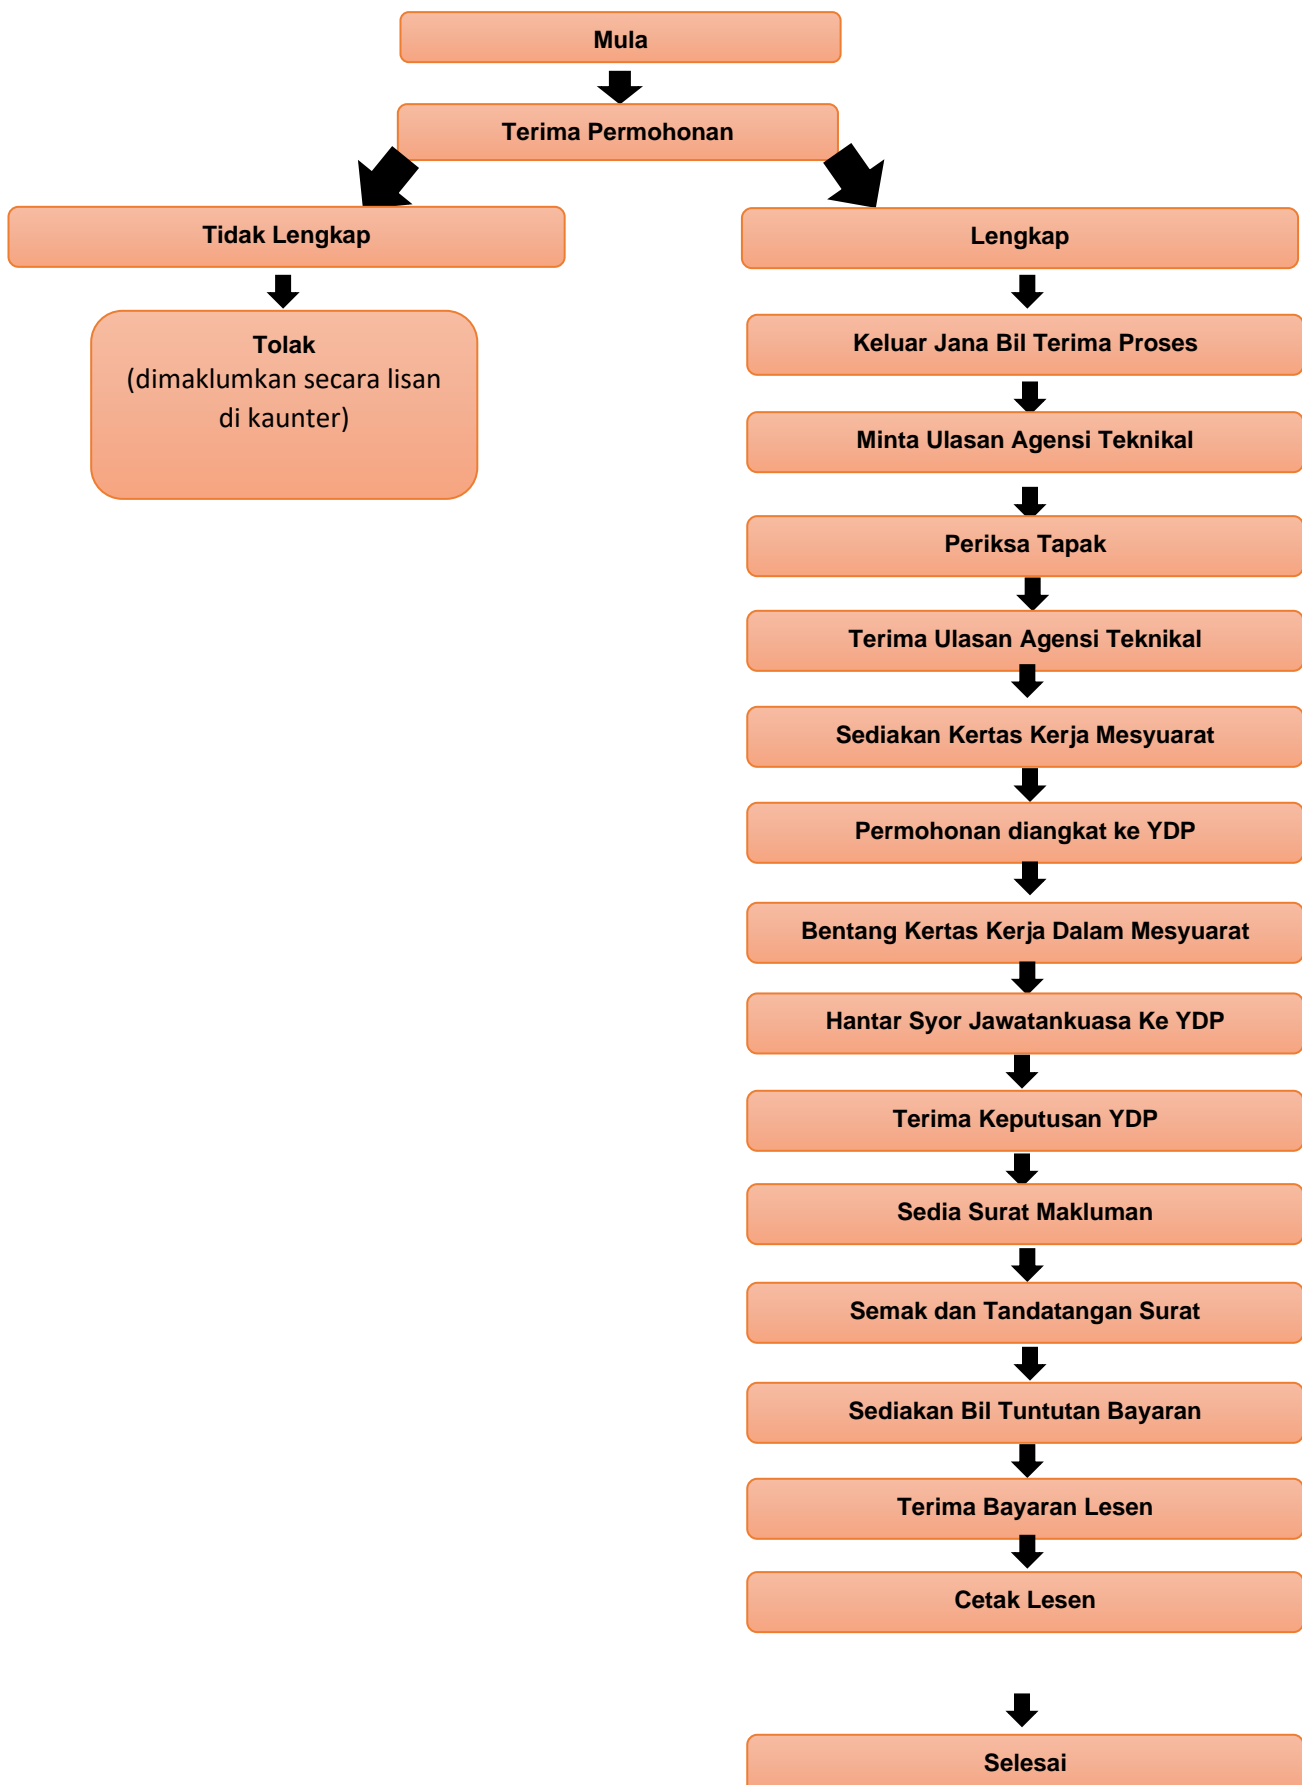 Mula
Terima Permohonan
Tidak Lengkap
Tolak
(dimaklumkan secara lisan
di kaunter)
Lengkap
Keluar Jana Bil Terima Proses
Minta Ulasan Agensi Teknikal
Periksa Tapak
Terima Ulasan Agensi Teknikal
Sediakan Kertas Kerja Mesyuarat
Permohonan diangkat ke YDP
Bentang Kertas Kerja Dalam Mesyuarat
Hantar Syor Jawatankuasa Ke YDP
Terima Keputusan YDP
Sedia Surat Makluman
Semak dan Tandatangan Surat
Sediakan Bil Tuntutan Bayaran
Terima Bayaran Lesen
Cetak Lesen
Selesai